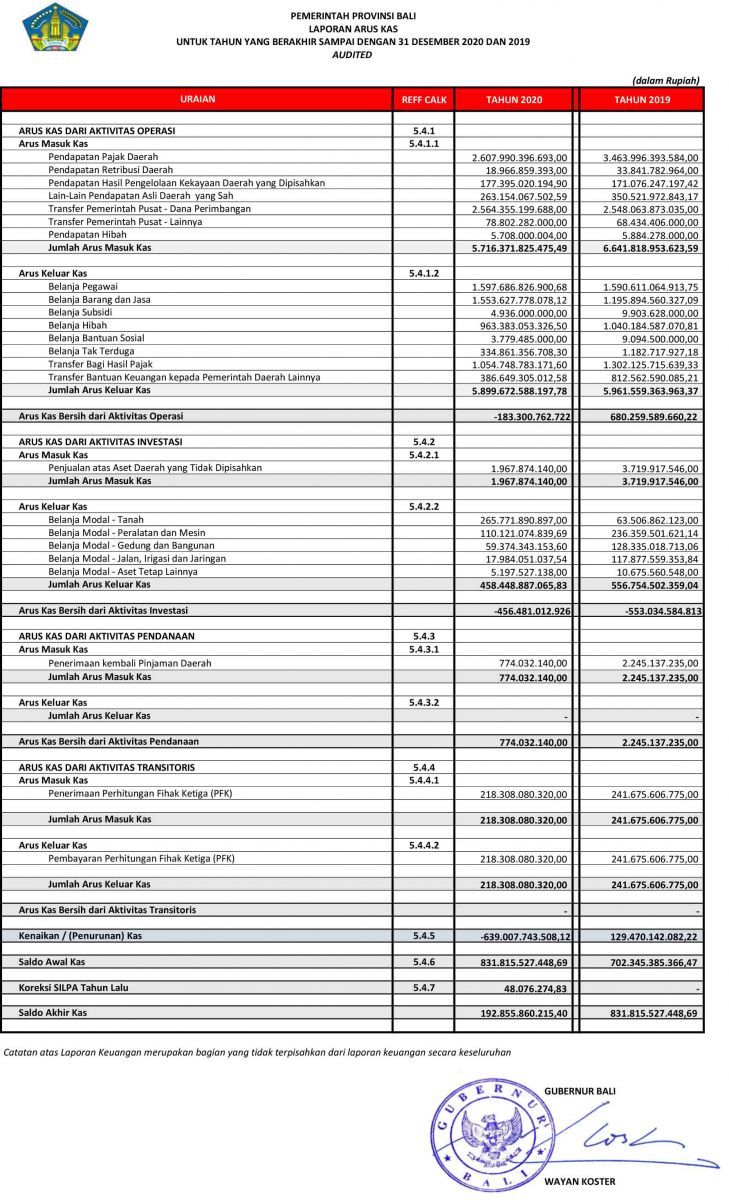 PEMERINTAH PROVINSI BALI
LAPORAN ARUS KAS
UNTUK TAHUN YANG BERAKHIR SAMPAI DENGAN 31 DESEMBER 2020 DAN 2019
AUDITED
(dalam Rupiah)
URAIAN REFF CALK TAHUN 2020 TAHUN 2019
ARUS KAS DARI AKTIVITAS OPERASI 5.4.1
Arus Masuk Kas 5.4.1.1
Pendapatan Pajak Daerah 2.607.990.396.693,00 3.463.996.393.584,00
Pendapatan Retribusi Daerah 18.966.859.393,00 33.841.782.964,00
Pendapatan Hasil Pengelolaan Kekayaan Daerah yang Dipisahkan 177.395.020.194,90 171.076.247.197,42
Lain-Lain Pendapatan Asli Daerah yang Sah 263.154.067.502,59 350.521.972.843,17
Transfer Pemerintah Pusat - Dana Perimbangan 2.564.355.199.688,00 2.548.063.873.035,00
Transfer Pemerintah Pusat - Lainnya 78.802.282.000,00 68.434.406.000,00
Pendapatan Hibah 5.708.000.004,00 5.884.278.000,00
Jumlah Arus Masuk Kas 5.716.371.825.475,49 6.641.818.953.623,59
Arus Keluar Kas 5.4.1.2
Belanja Pegawai 1.597.686.826.900,68 1.590.611.064.913,75
Belanja Barang dan Jasa 1.553.627.778.078,12 1.195.894.560.327,09
Belanja Subsidi 4.936.000.000,00 9.903.628.000,00
Belanja Hibah 963.383.053.326,50 1.040.184.587.070,81
Belanja Bantuan Sosial 3.779.485.000,00 9.094.500.000,00
Belanja Tak Terduga 334.861.356.708,30 1.182.717.927,18
Transfer Bagi Hasil Pajak 1.054.748.783.171,60 1.302.125.715.639,33
Transfer Bantuan Keuangan kepada Pemerintah Daerah Lainnya 386.649.305.012,58 812.562.590.085,21
Jumlah Arus Keluar Kas 5.899.672.588.197,78 5.961.559.363.963,37
Arus Kas Bersih dari Aktivitas Operasi -183.300.762.722 680.259.589.660,22
ARUS KAS DARI AKTIVITAS INVESTASI 5.4.2
Arus Masuk Kas 5.4.2.1
Penjualan atas Aset Daerah yang Tidak Dipisahkan 1.967.874.140,00 3.719.917.546,00
Jumlah Arus Masuk Kas 1.967.874.140,00 3.719.917.546,00
Arus Keluar Kas 5.4.2.2
Belanja Modal - Tanah 265.771.890.897,00 63.506.862.123,00
Belanja Modal - Peralatan dan Mesin 110.121.074.839,69 236.359.501.621,14
Belanja Modal - Gedung dan Bangunan 59.374.343.153,60 128.335.018.713,06
Belanja Modal - Jalan, Irigasi dan Jaringan 17.984.051.037,54 117.877.559.353,84
Belanja Modal - Aset Tetap Lainnya 5.197.527.138,00 10.675.560.548,00
Jumlah Arus Keluar Kas 458.448.887.065,83 556.754.502.359,04
Arus Kas Bersih dari Aktivitas Investasi -456.481.012.926 -553.034.584.813
ARUS KAS DARI AKTIVITAS PENDANAAN 5.4.3
Arus Masuk Kas 5.4.3.1
Penerimaan kembali Pinjaman Daerah 774.032.140,00 2.245.137.235,00
Jumlah Arus Masuk Kas 774.032.140,00 2.245.137.235,00
Arus Keluar Kas 5.4.3.2
Jumlah Arus Keluar Kas - -
Arus Kas Bersih dari Aktivitas Pendanaan 774.032.140,00 2.245.137.235,00
ARUS KAS DARI AKTIVITAS TRANSITORIS 5.4.4
Arus Masuk Kas 5.4.4.1
Penerimaan Perhitungan Fihak Ketiga (PFK) 218.308.080.320,00 241.675.606.775,00
Jumlah Arus Masuk Kas 218.308.080.320,00 241.675.606.775,00
Arus Keluar Kas 5.4.4.2
Pembayaran Perhitungan Fihak Ketiga (PFK) 218.308.080.320,00 241.675.606.775,00
Jumlah Arus Keluar Kas 218.308.080.320,00 241.675.606.775,00
Arus Kas Bersih dari Aktivitas Transitoris - -
Kenaikan / (Penurunan) Kas 5.4.5 -639.007.743.508,12 129.470.142.082,22
Saldo Awal Kas 5.4.6 831.815.527.448,69 702.345.385.366,47
Koreksi SILPA Tahun Lalu 5.4.7 48.076.274,83 -
Saldo Akhir Kas 192.855.860.215,40 831.815.527.448,69
Catatan atas Laporan Keuangan merupakan bagian yang tidak terpisahkan dari laporan keuangan secara keseluruhan
GUBERNUR BALI
GUBERNUR
BALI
WAYAN KOSTER